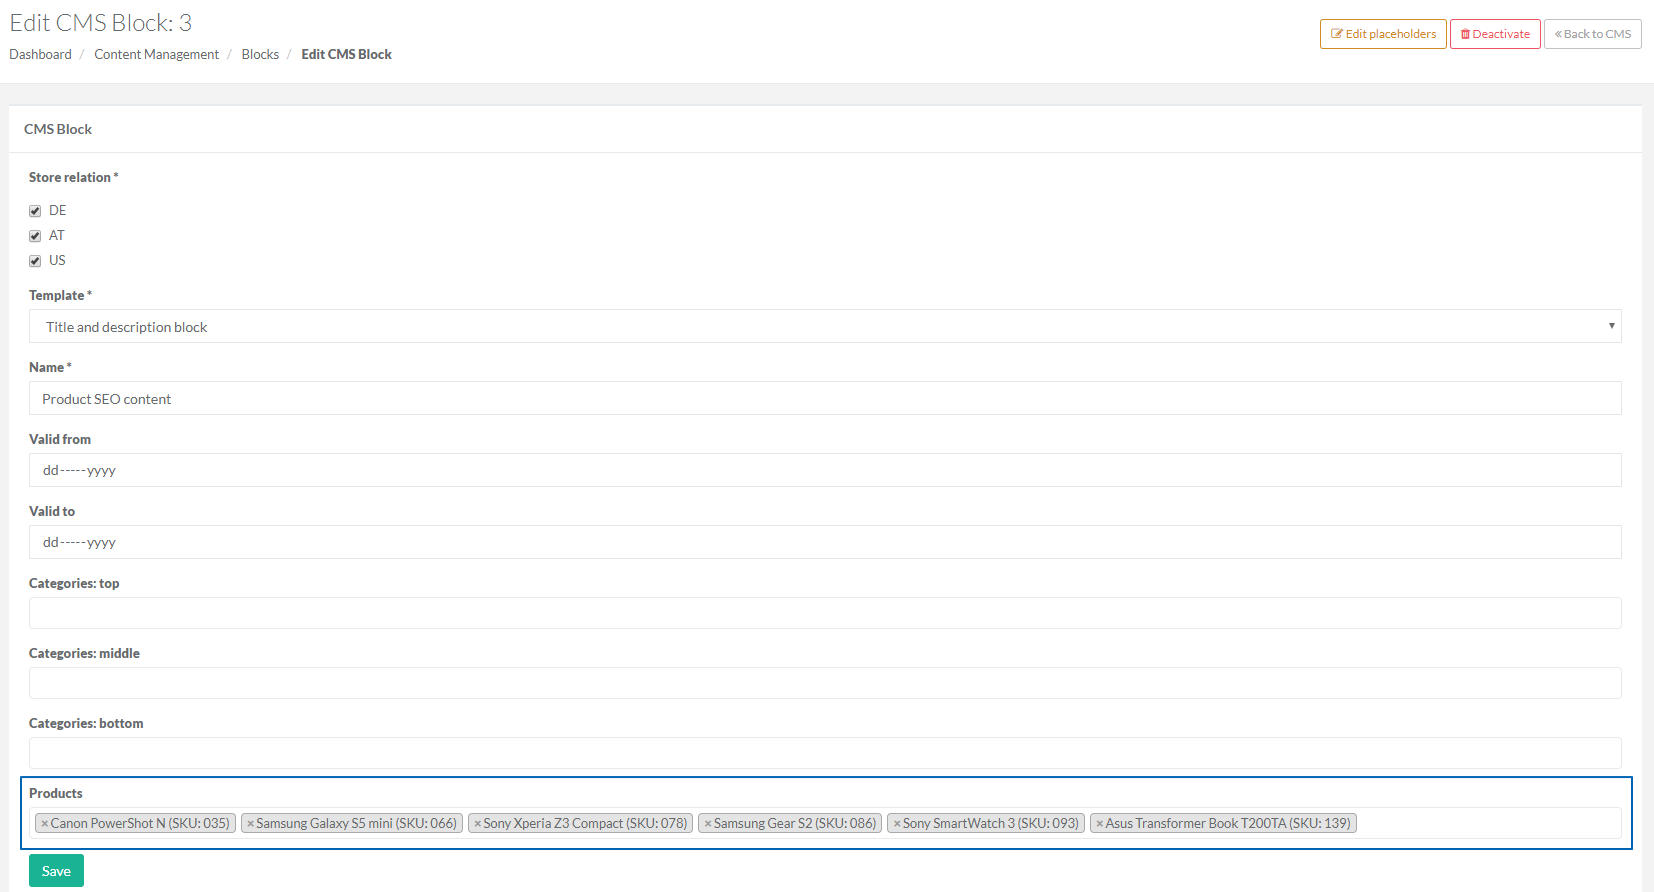 Edit CMS Block: 3
Edit placeholders Deactivate « Back to CMS
Dashboard / Content Management / Blocks / Edit CMS Block
CMS Block
Store relation *
DE
AT
US
Template *
Title and description block
Name *
Product SEO content
Valid from
dd-----yyyy
Valid to
dd-----yyyy
Categories: top
Categories: middle
Categories: bottom
Products
×Canon PowerShot N (SKU: 035) ×Samsung Galaxy S5 mini (SKU: 066) ×Sony Xperia Z3 Compact (SKU: 078) ×Samsung Gear S2 (SKU: 086) ×Sony SmartWatch 3 (SKU: 093) ×Asus Transformer Book T200TA (SKU: 139)
Save